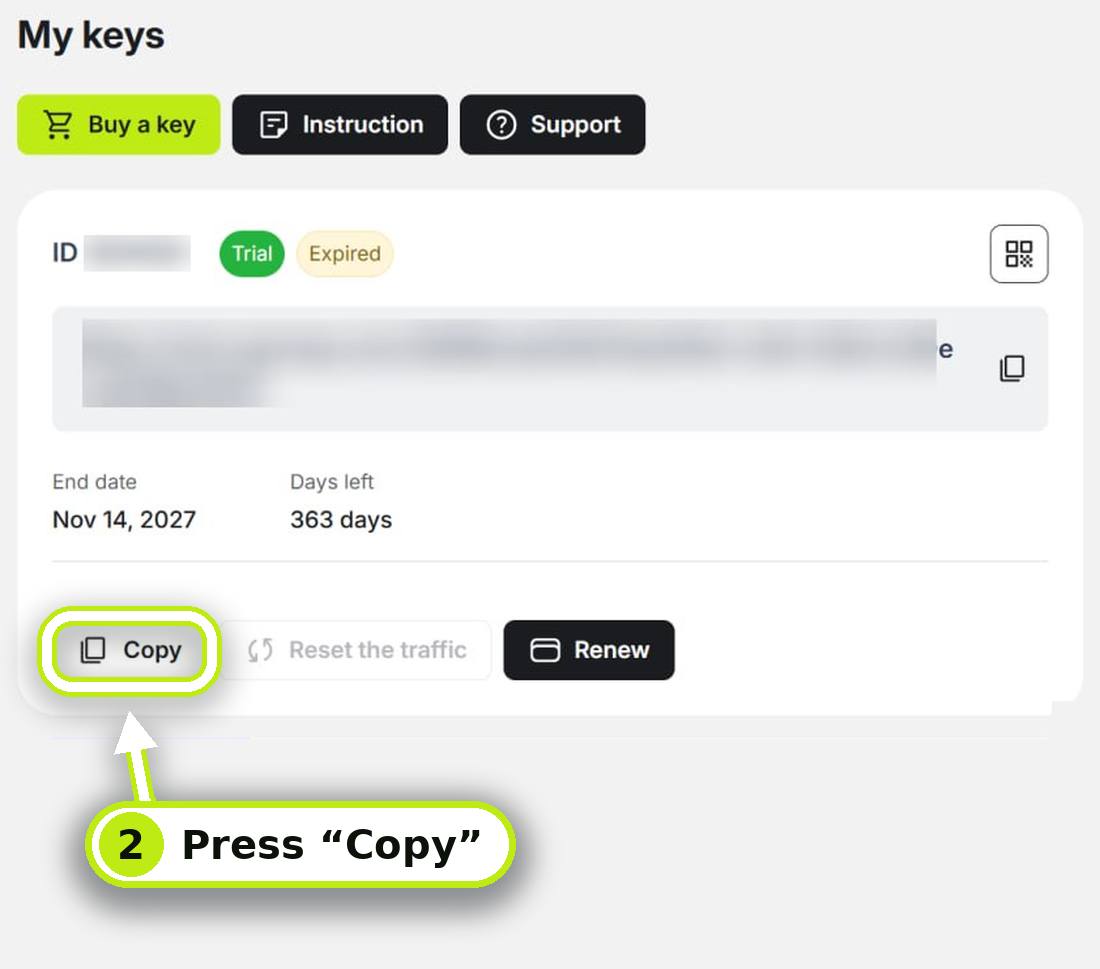 My keys
Buy a key
Instruction
Support
ID
Trial
Expired
e
End date
Days left
Nov 14, 2027
363 days
Copy
Reset the traffic
Renew
2 Press “Copy”